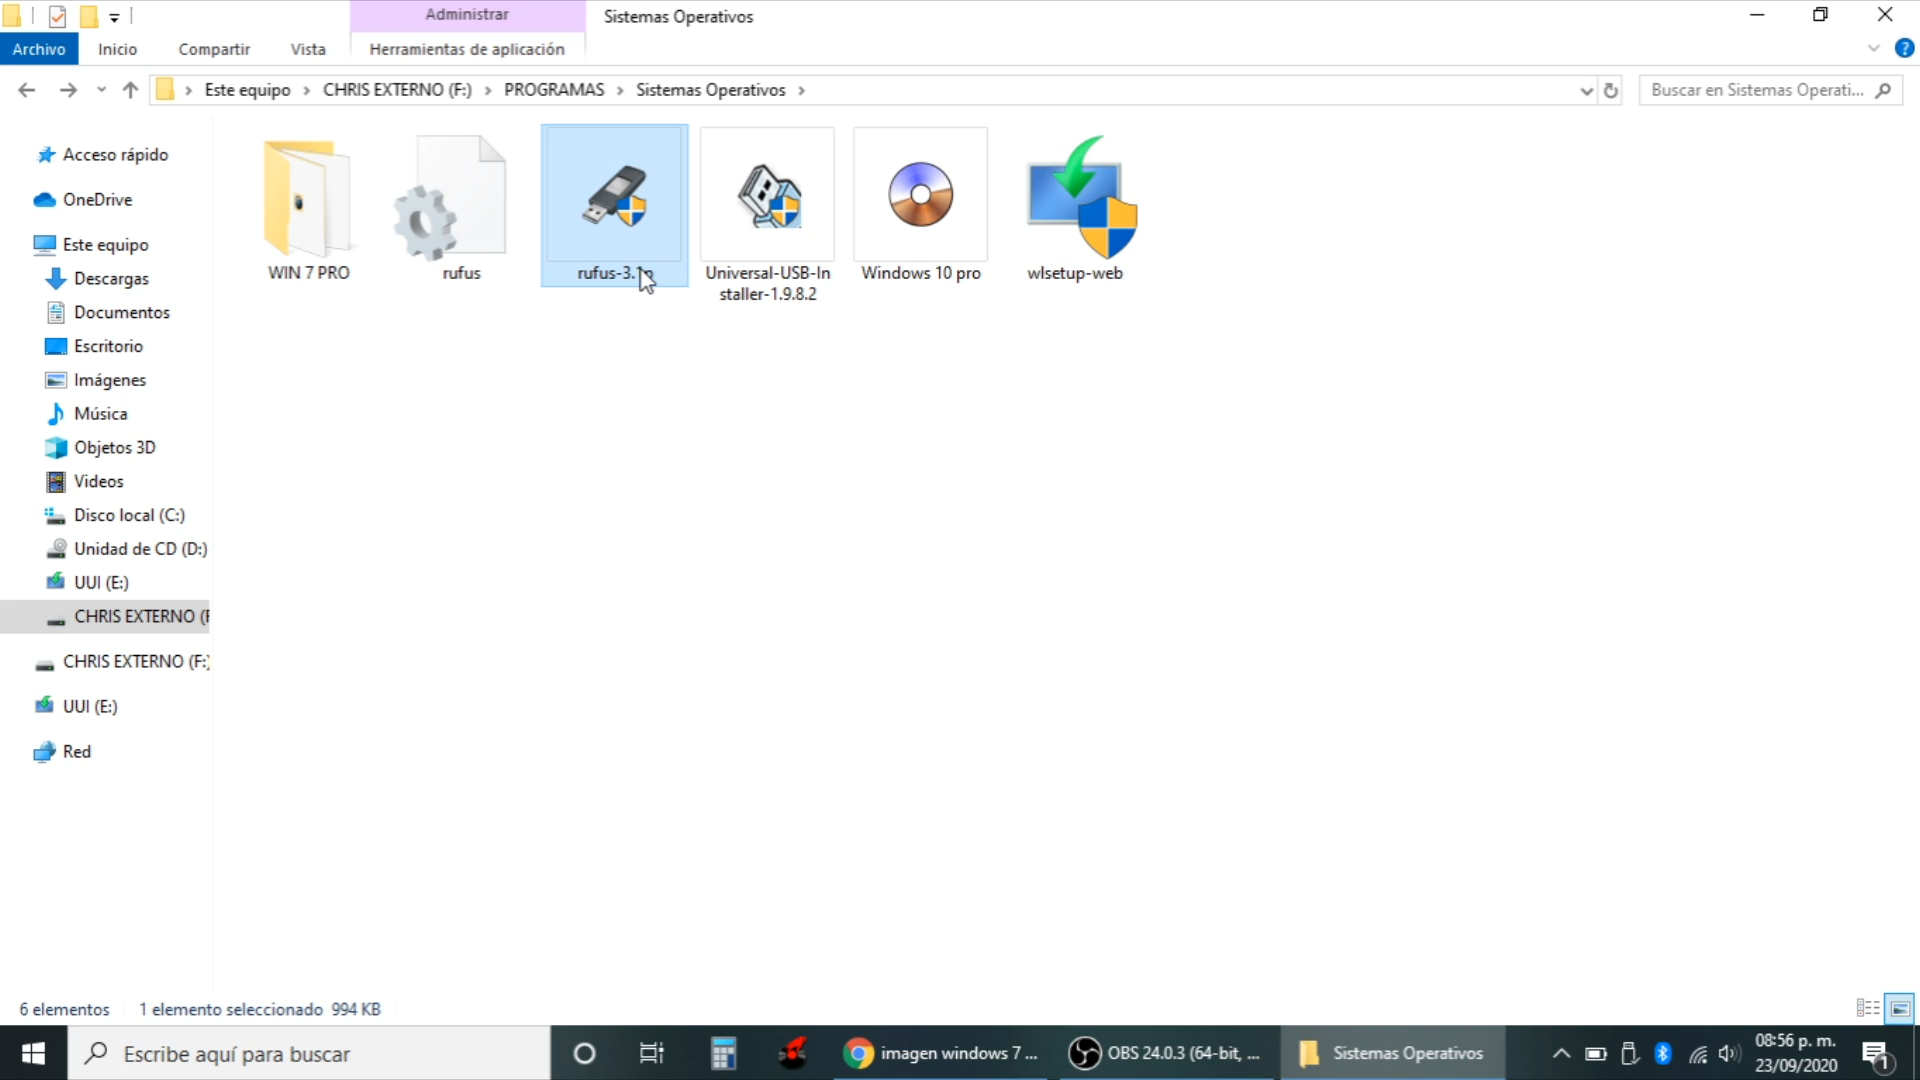 Administrar
Sistemas Operativos
Archivo
Inicio
Compartir
Vista
Herramientas de aplicación
Este equipo
CHRIS EXTERNO (F:)
PROGRAMAS
Sistemas Operativos
Buscar en Sistemas Operati...
Acceso rápido
OneDrive
Este equipo
Descargas
Documentos
Escritorio
Imágenes
Música
Objetos 3D
Videos
Disco local (C:)
Unidad de CD (D:)
UUI (E:)
CHRIS EXTERNO (F
CHRIS EXTERNO (F:)
UUI (E:)
Red
WIN 7 PRO
rufus
Universal-USB-In
staller-1.9.8.2
Windows 10 pro
wlsetup-web
6 elementos
1 elemento seleccionado 994 KB
Escribe aquí para buscar
imagen windows 7 ...
OBS 24.0.3 (64-bit, ...
Sistemas Operativos
08:56 p. m.
23/09/2020
1